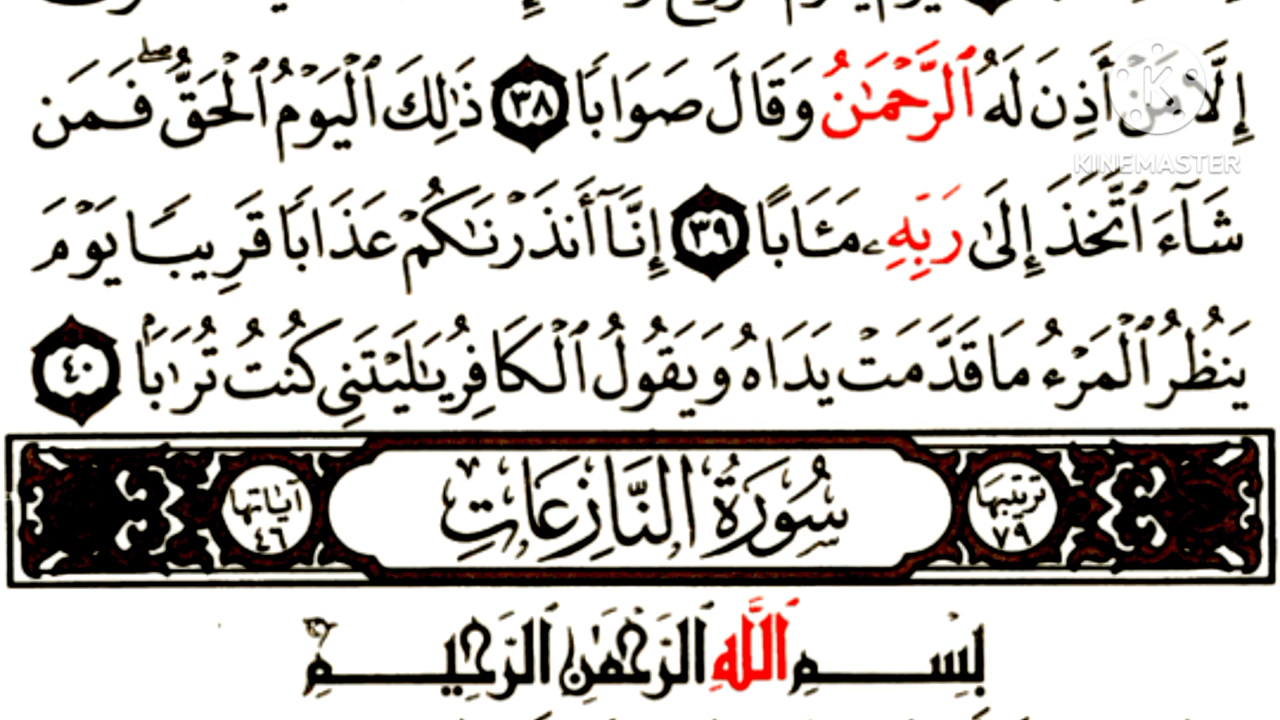 إِلَّا مَنْ أَذِنَ لَهُ ٱلرَّحْمَٰنُ وَقَالَ صَوَابًا ٣٨ ذَٰلِكَ ٱلْيَوْمُ ٱلْحَقُّ ۖ فَمَن
KINEMASTER
شَآءَ ٱتَّخَذَ إِلَىٰ رَبِّهِۦ مَـَٔابًا ٣٩ إِنَّآ أَنذَرْنَٰكُمْ عَذَابًا قَرِيبًا يَوْمَ
يَنظُرُ ٱلْمَرْءُ مَا قَدَّمَتْ يَدَاهُ وَيَقُولُ ٱلْكَافِرُ يَٰلَيْتَنِى كُنتُ تُرَٰبًۢا ٤٠
ترتيبها ٧٩ سُورَةُ النَّازِعَاتِ آياتها ٤٦
بِسْمِ ٱللَّهِ ٱلرَّحْمَٰنِ ٱلرَّحِيمِ